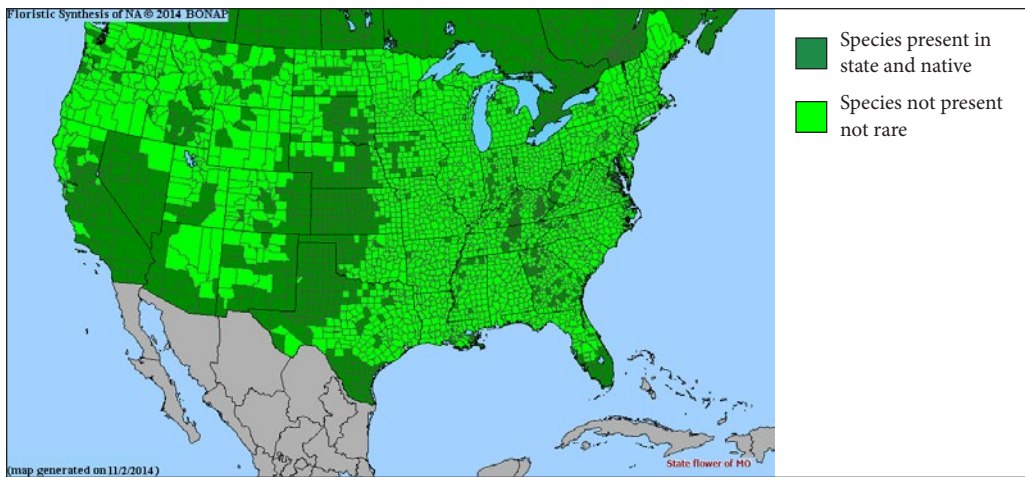 Floristic Synthesis of NA © 2014 BONAP
Species present in
state and native
Species not present
not rare
(map generated on 11/2/2014)
State flower of MO